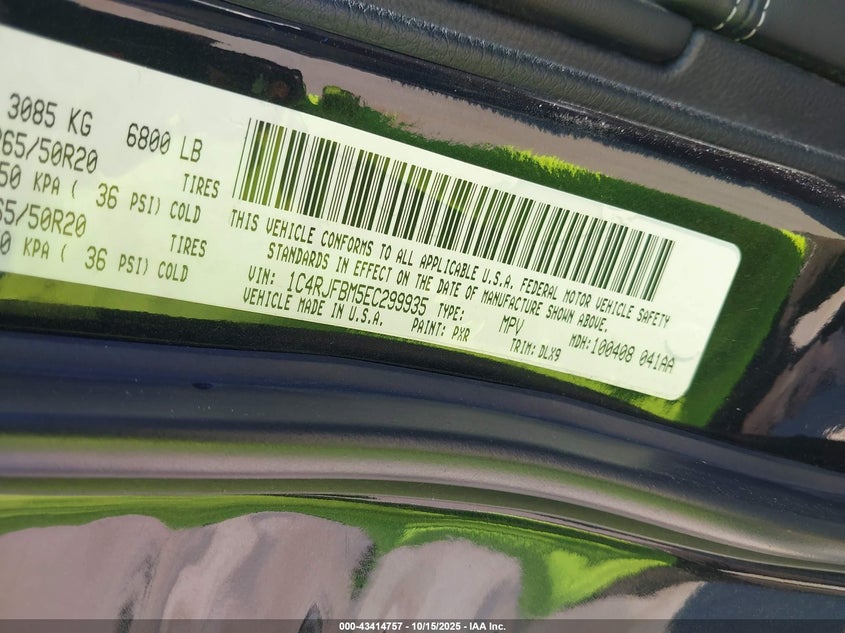 3085 KG 6800 LB
265/50R20 TIRES
50 KPA ( 36 PSI) COLD
65/50R20 TIRES
0 KPA ( 36 PSI) COLD
THIS VEHICLE CONFORMS TO ALL APPLICABLE U.S.A. FEDERAL MOTOR VEHICLE SAFETY
STANDARDS IN EFFECT ON THE DATE OF MANUFACTURE SHOWN ABOVE.
VIN: 1C4RJFBM5EC299935 TYPE: MPV
VEHICLE MADE IN U.S.A. PAINT: PXR TRIM: DLX9 MDH:100408 041AA
000-43414757 - 10/15/2025 - IAA Inc.